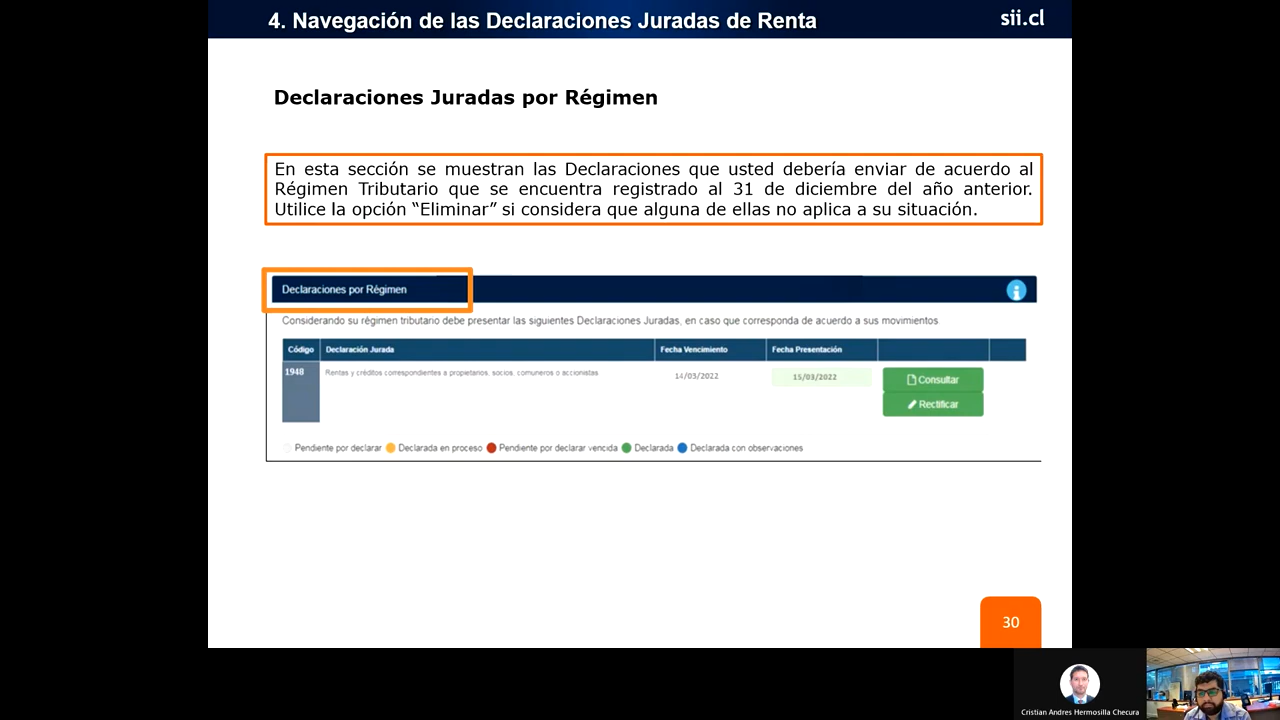 4. Navegación de las Declaraciones Juradas de Renta
sii.cl
Declaraciones Juradas por Régimen
En esta sección se muestran las Declaraciones que usted debería enviar de acuerdo al
Régimen Tributario que se encuentra registrado al 31 de diciembre del año anterior.
Utilice la opción “Eliminar” si considera que alguna de ellas no aplica a su situación.
Declaraciones por Régimen
Considerando su régimen tributario debe presentar las siguientes Declaraciones Juradas, en caso que corresponda de acuerdo a sus movimientos
Código Declaración Jurada Fecha Vencimiento Fecha Presentación
1948 Rentas y créditos correspondientes a propietarios, socios, comuneros o accionistas 14/03/2022 15/03/2022 Consultar
Rectificar
Pendiente por declarar Declarada en proceso Pendiente por declarar vencida Declarada Declarada con observaciones
30
Cristian Andres Hermosilla Checura